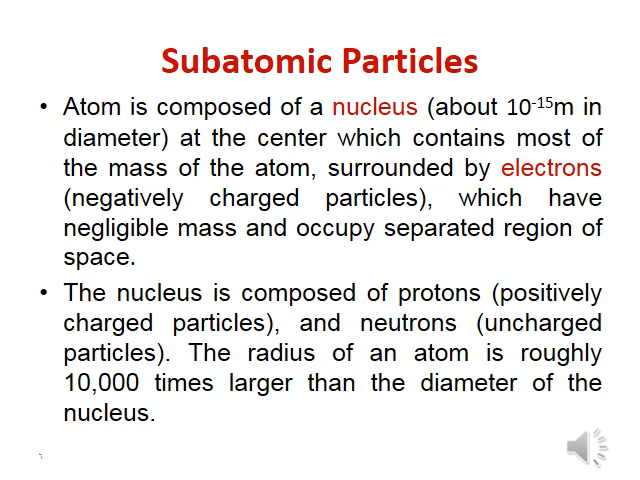 Subatomic Particles
• Atom is composed of a nucleus (about 10⁻¹⁵m in
diameter) at the center which contains most of
the mass of the atom, surrounded by electrons
(negatively charged particles), which have
negligible mass and occupy separated region of
space.
• The nucleus is composed of protons (positively
charged particles), and neutrons (uncharged
particles). The radius of an atom is roughly
10,000 times larger than the diameter of the
nucleus.